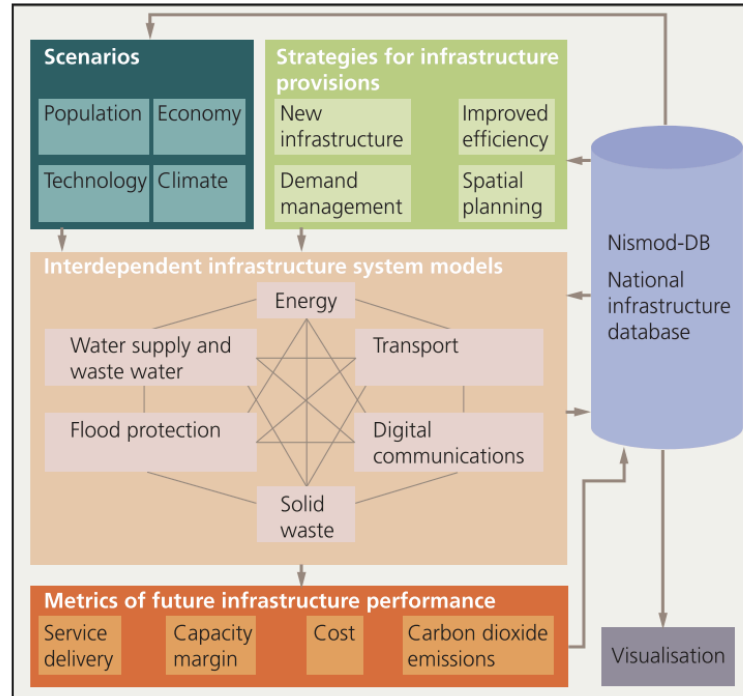 Scenarios
Population
Economy
Technology
Climate
Strategies for infrastructure
provisions
New
infrastructure
Improved
efficiency
Demand
management
Spatial
planning
Interdependent infrastructure system models
Energy
Water supply and
waste water
Transport
Flood protection
Digital
communications
Solid
waste
Nismod-DB
National
infrastructure
database
Metrics of future infrastructure performance
Service
delivery
Capacity
margin
Cost
Carbon dioxide
emissions
Visualisation